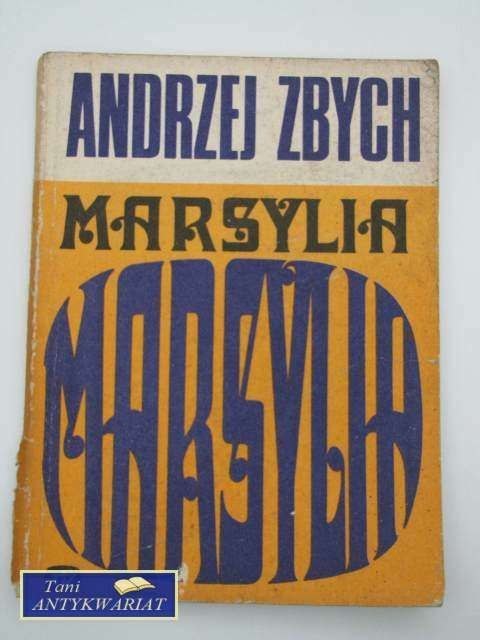 ANDRZEJ ZBYCH
MARSYLIA
MARSYLIA
Tani
ANTYKWARIAT